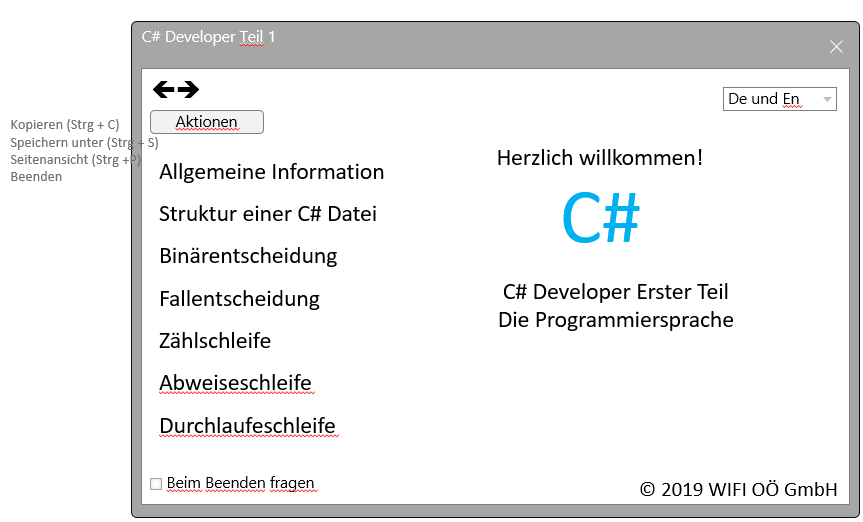 C# Developer Teil 1
De und En
Aktionen
Kopieren (Strg + C)
Speichern unter (Strg + S)
Seitenansicht (Strg +P)
Beenden
Allgemeine Information
Struktur einer C# Datei
Binärentscheidung
Fallentscheidung
Zählschleife
Abweiseschleife
Durchlaufeschleife
Herzlich willkommen!
C#
C# Developer Erster Teil
Die Programmiersprache
Beim Beenden fragen
© 2019 WIFI OÖ GmbH